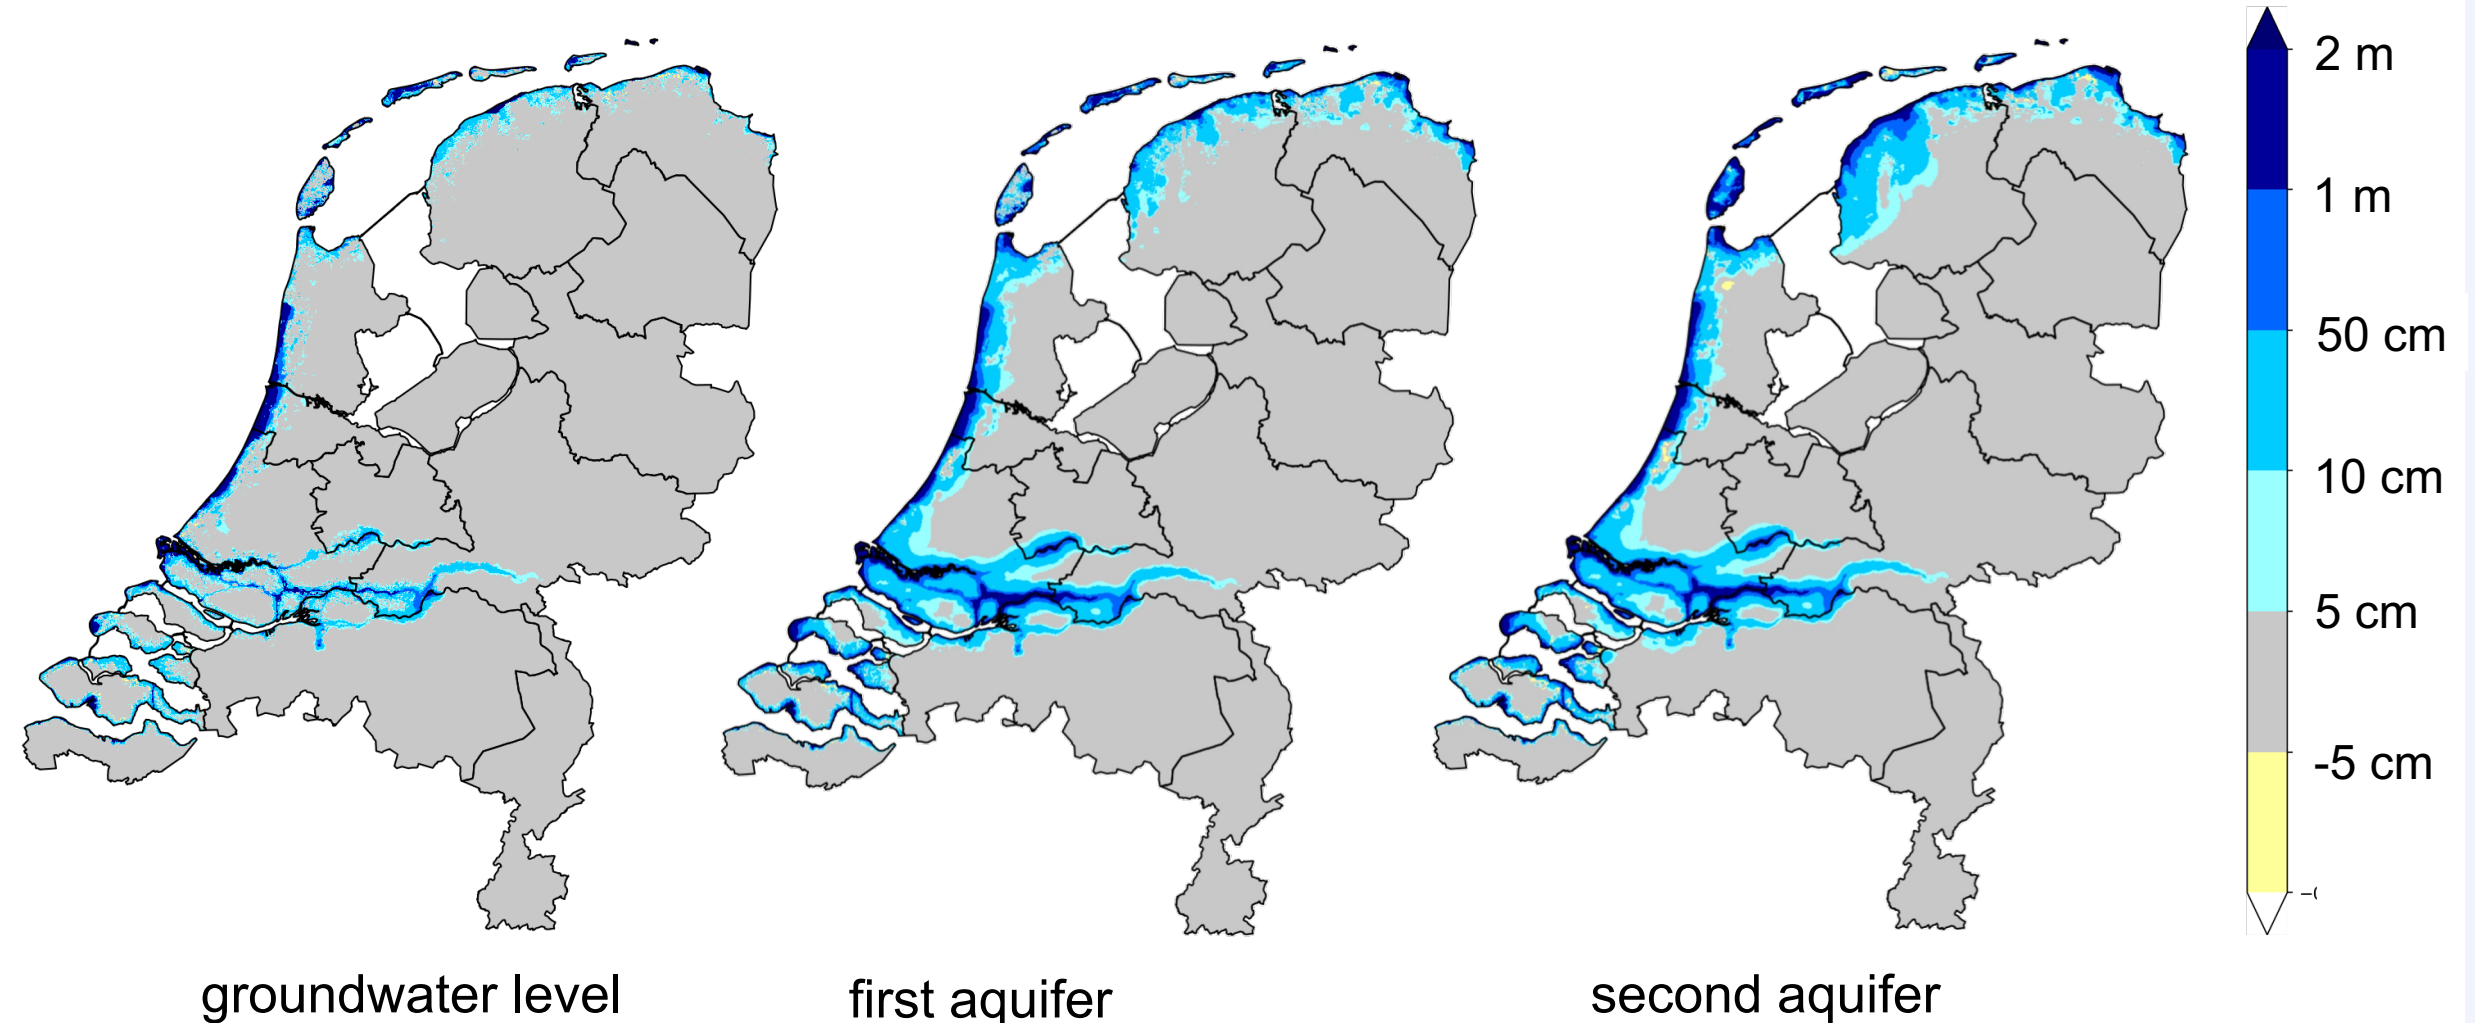 2 m
1 m
50 cm
10 cm
5 cm
-5 cm
groundwater level
first aquifer
second aquifer